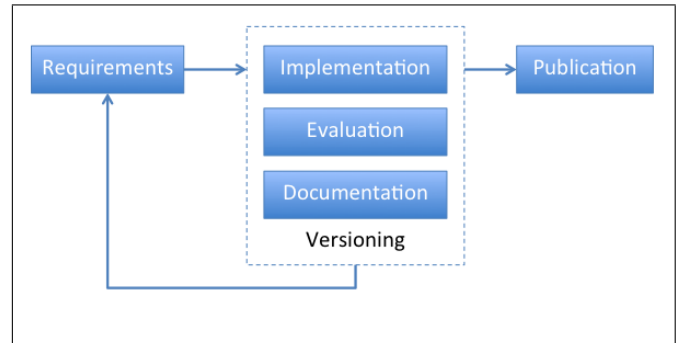 Requirements
Implementation
Publication
Evaluation
Documentation
Versioning